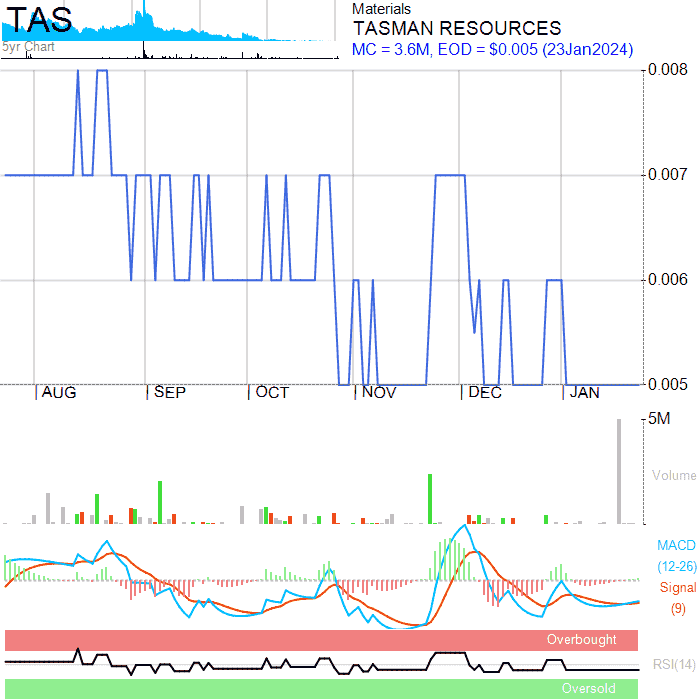 TAS
5yr Chart
Materials
TASMAN RESOURCES
MC = 3.6M, EOD = $0.005 (23Jan2024)
0.008
0.007
0.006
0.005
AUG SEP OCT NOV DEC JAN
5M
Volume
MACD
(12-26)
Signal
(9)
Overbought
RSI(14)
Oversold